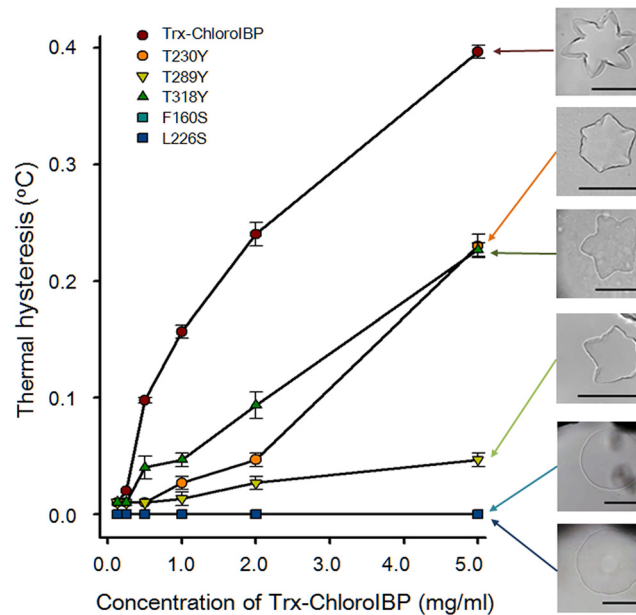 Trx-ChloroIBP
T230Y
T289Y
T318Y
F160S
L226S
Thermal hysteresis (ºC)
0.4
0.3
0.2
0.1
0.0
0.0 1.0 2.0 3.0 4.0 5.0
Concentration of Trx-ChloroIBP (mg/ml)